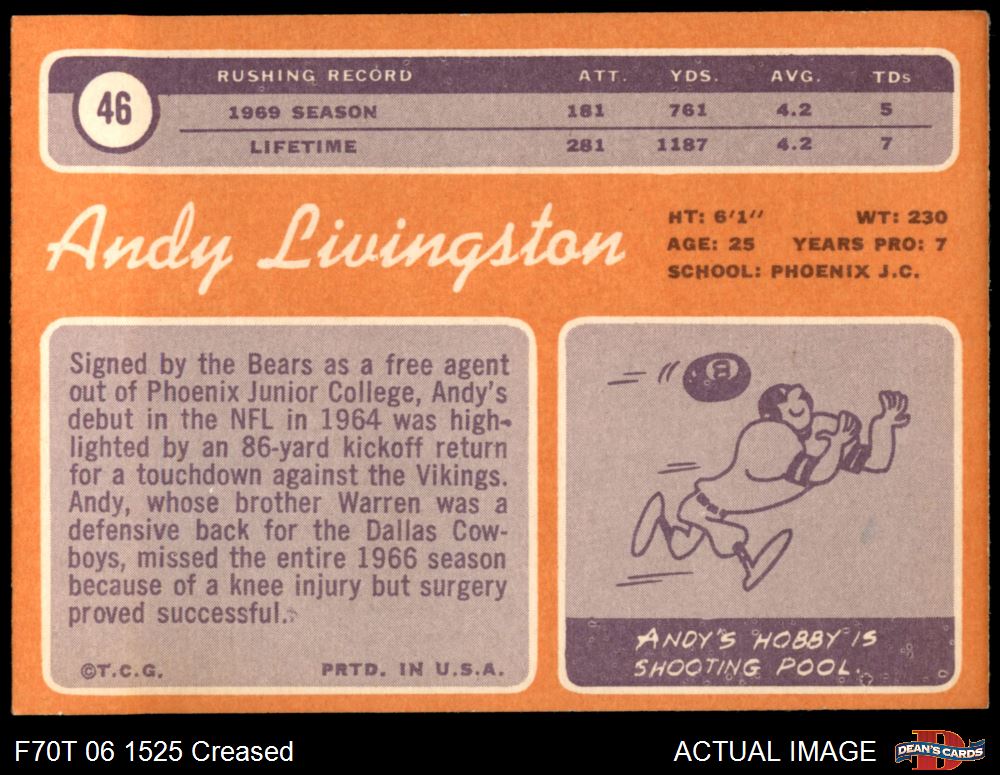 46
RUSHING RECORD ATT. YDS. AVG. TDs
1969 SEASON 181 761 4.2 5
LIFETIME 281 1187 4.2 7
Andy Livingston
HT: 6'1" WT: 230
AGE: 25 YEARS PRO: 7
SCHOOL: PHOENIX J.C.
Signed by the Bears as a free agent
out of Phoenix Junior College, Andy's
debut in the NFL in 1964 was high-
lighted by an 86-yard kickoff return
for a touchdown against the Vikings.
Andy, whose brother Warren was a
defensive back for the Dallas Cow-
boys, missed the entire 1966 season
because of a knee injury but surgery
proved successful.
©T.C.G. PRTD. IN U.S.A.
8
ANDY'S HOBBY IS
SHOOTING POOL.
F70T 06 1525 Creased
ACTUAL IMAGE
D
DEAN'S CARDS